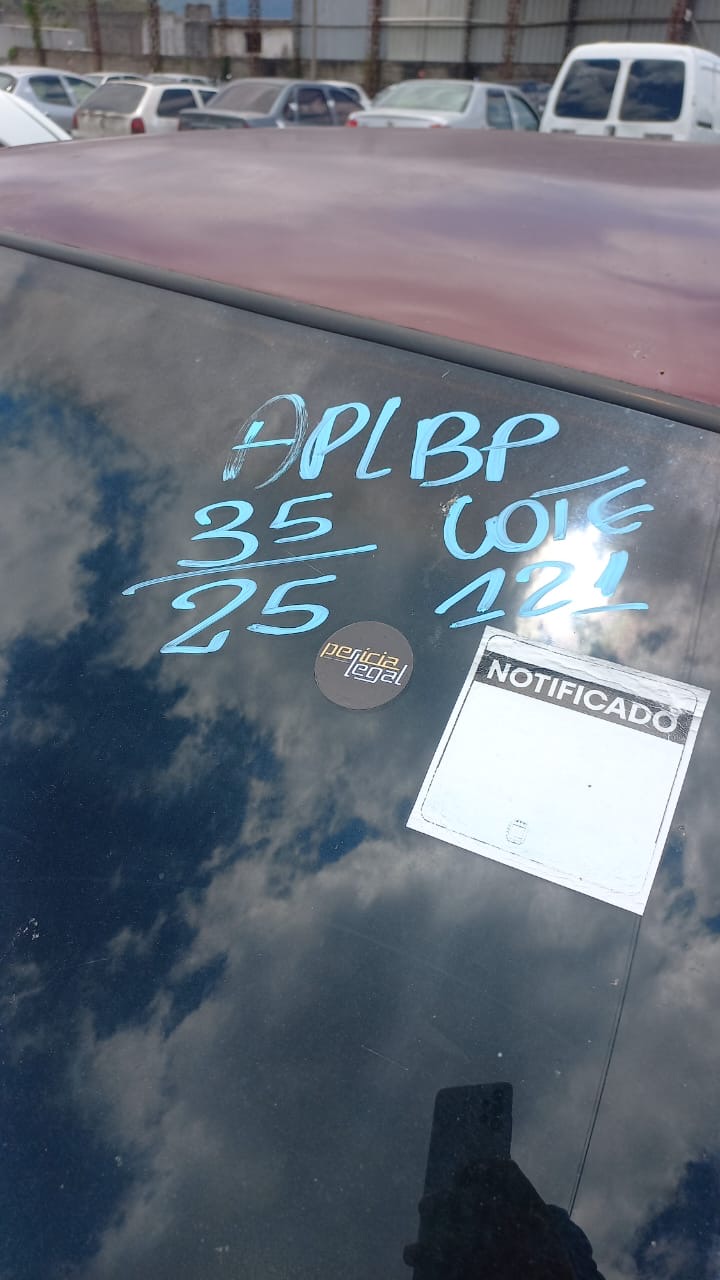 APLBP
35 LOTE
25 121
pericia
legal
NOTIFICADO